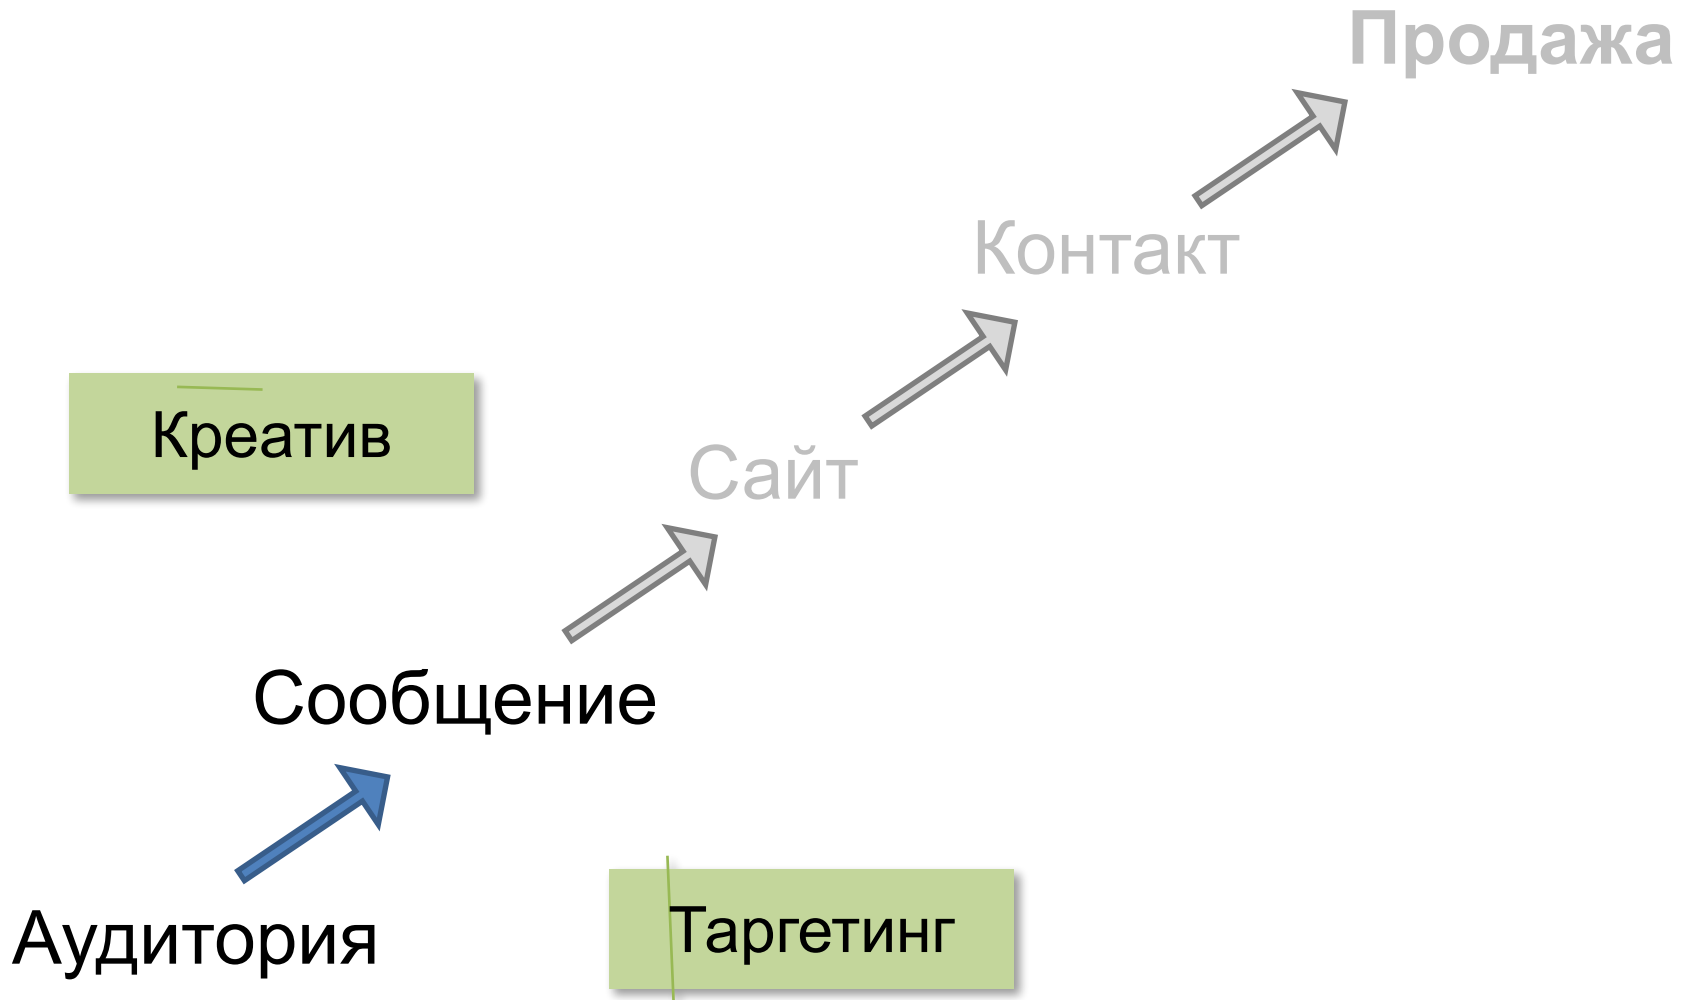 Продажа
Контакт
Креатив
Сайт
Сообщение
Аудитория
Таргетинг